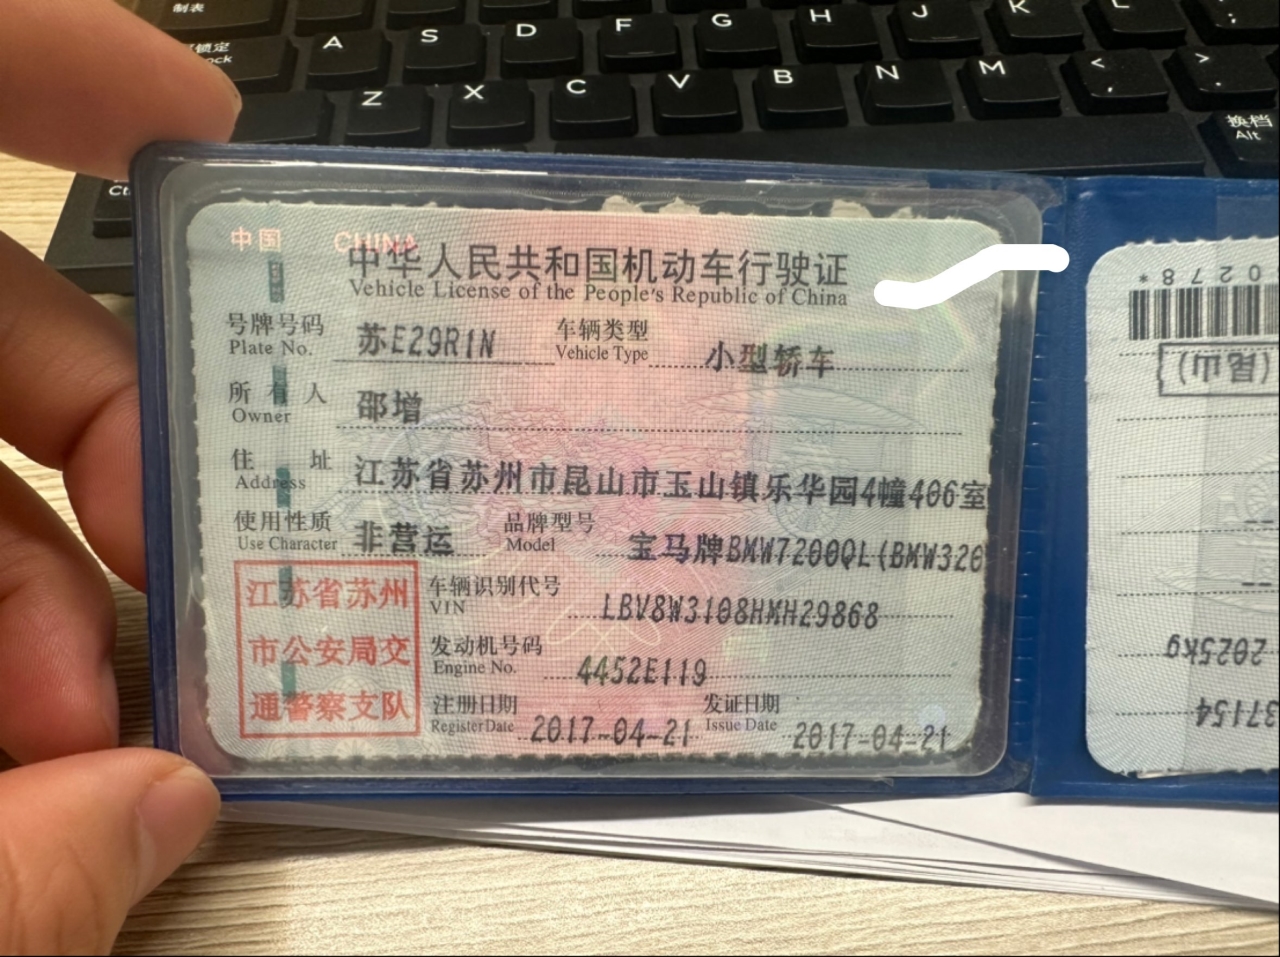 制表
A S D F G H J K L
Z X C V B N M < >
换档
Alt
中国 CHINA
中华人民共和国机动车行驶证
Vehicle License of the People's Republic of China
号牌号码 苏E29R1N 车辆类型 小型轿车
Plate No. Vehicle Type
所有人 邵增
Owner
住址 江苏省苏州市昆山市玉山镇乐华园4幢406室
Address
使用性质 非营运 品牌型号 宝马牌BMW7200QL(BMW320
Use Character Model
江苏省苏州
市公安局交
通警察支队
车辆识别代号 LBV8W3108HMH29868
VIN
发动机号码 4452E119
Engine No.
注册日期 2017-04-21 发证日期 2017-04-21
Register Date Issue Date
37154
2025kg
(昆山)
0278*